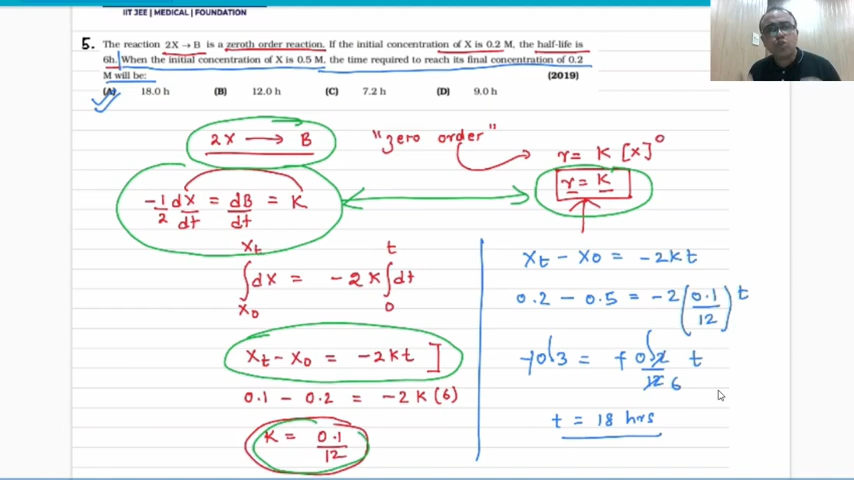 IIT JEE | MEDICAL | FOUNDATION
5. The reaction 2X → B is a zeroth order reaction. If the initial concentration of X is 0.2 M, the half-life is
6h. When the initial concentration of X is 0.5 M, the time required to reach its final concentration of 0.2
M will be: (2019)
(A) 18.0 h (B) 12.0 h (C) 7.2 h (D) 9.0 h
2X → B
"zero order"
r = K [X]⁰
r = K
-1/2 dX/dt = dB/dt = K
∫_{X0}^{Xt} dX = -2K ∫_0^t dt
Xt - X0 = -2Kt ]
0.1 - 0.2 = -2K(6)
K = 0.1/12
Xt - X0 = -2Kt
0.2 - 0.5 = -2 (0.1/12) t
t = 18 hrs